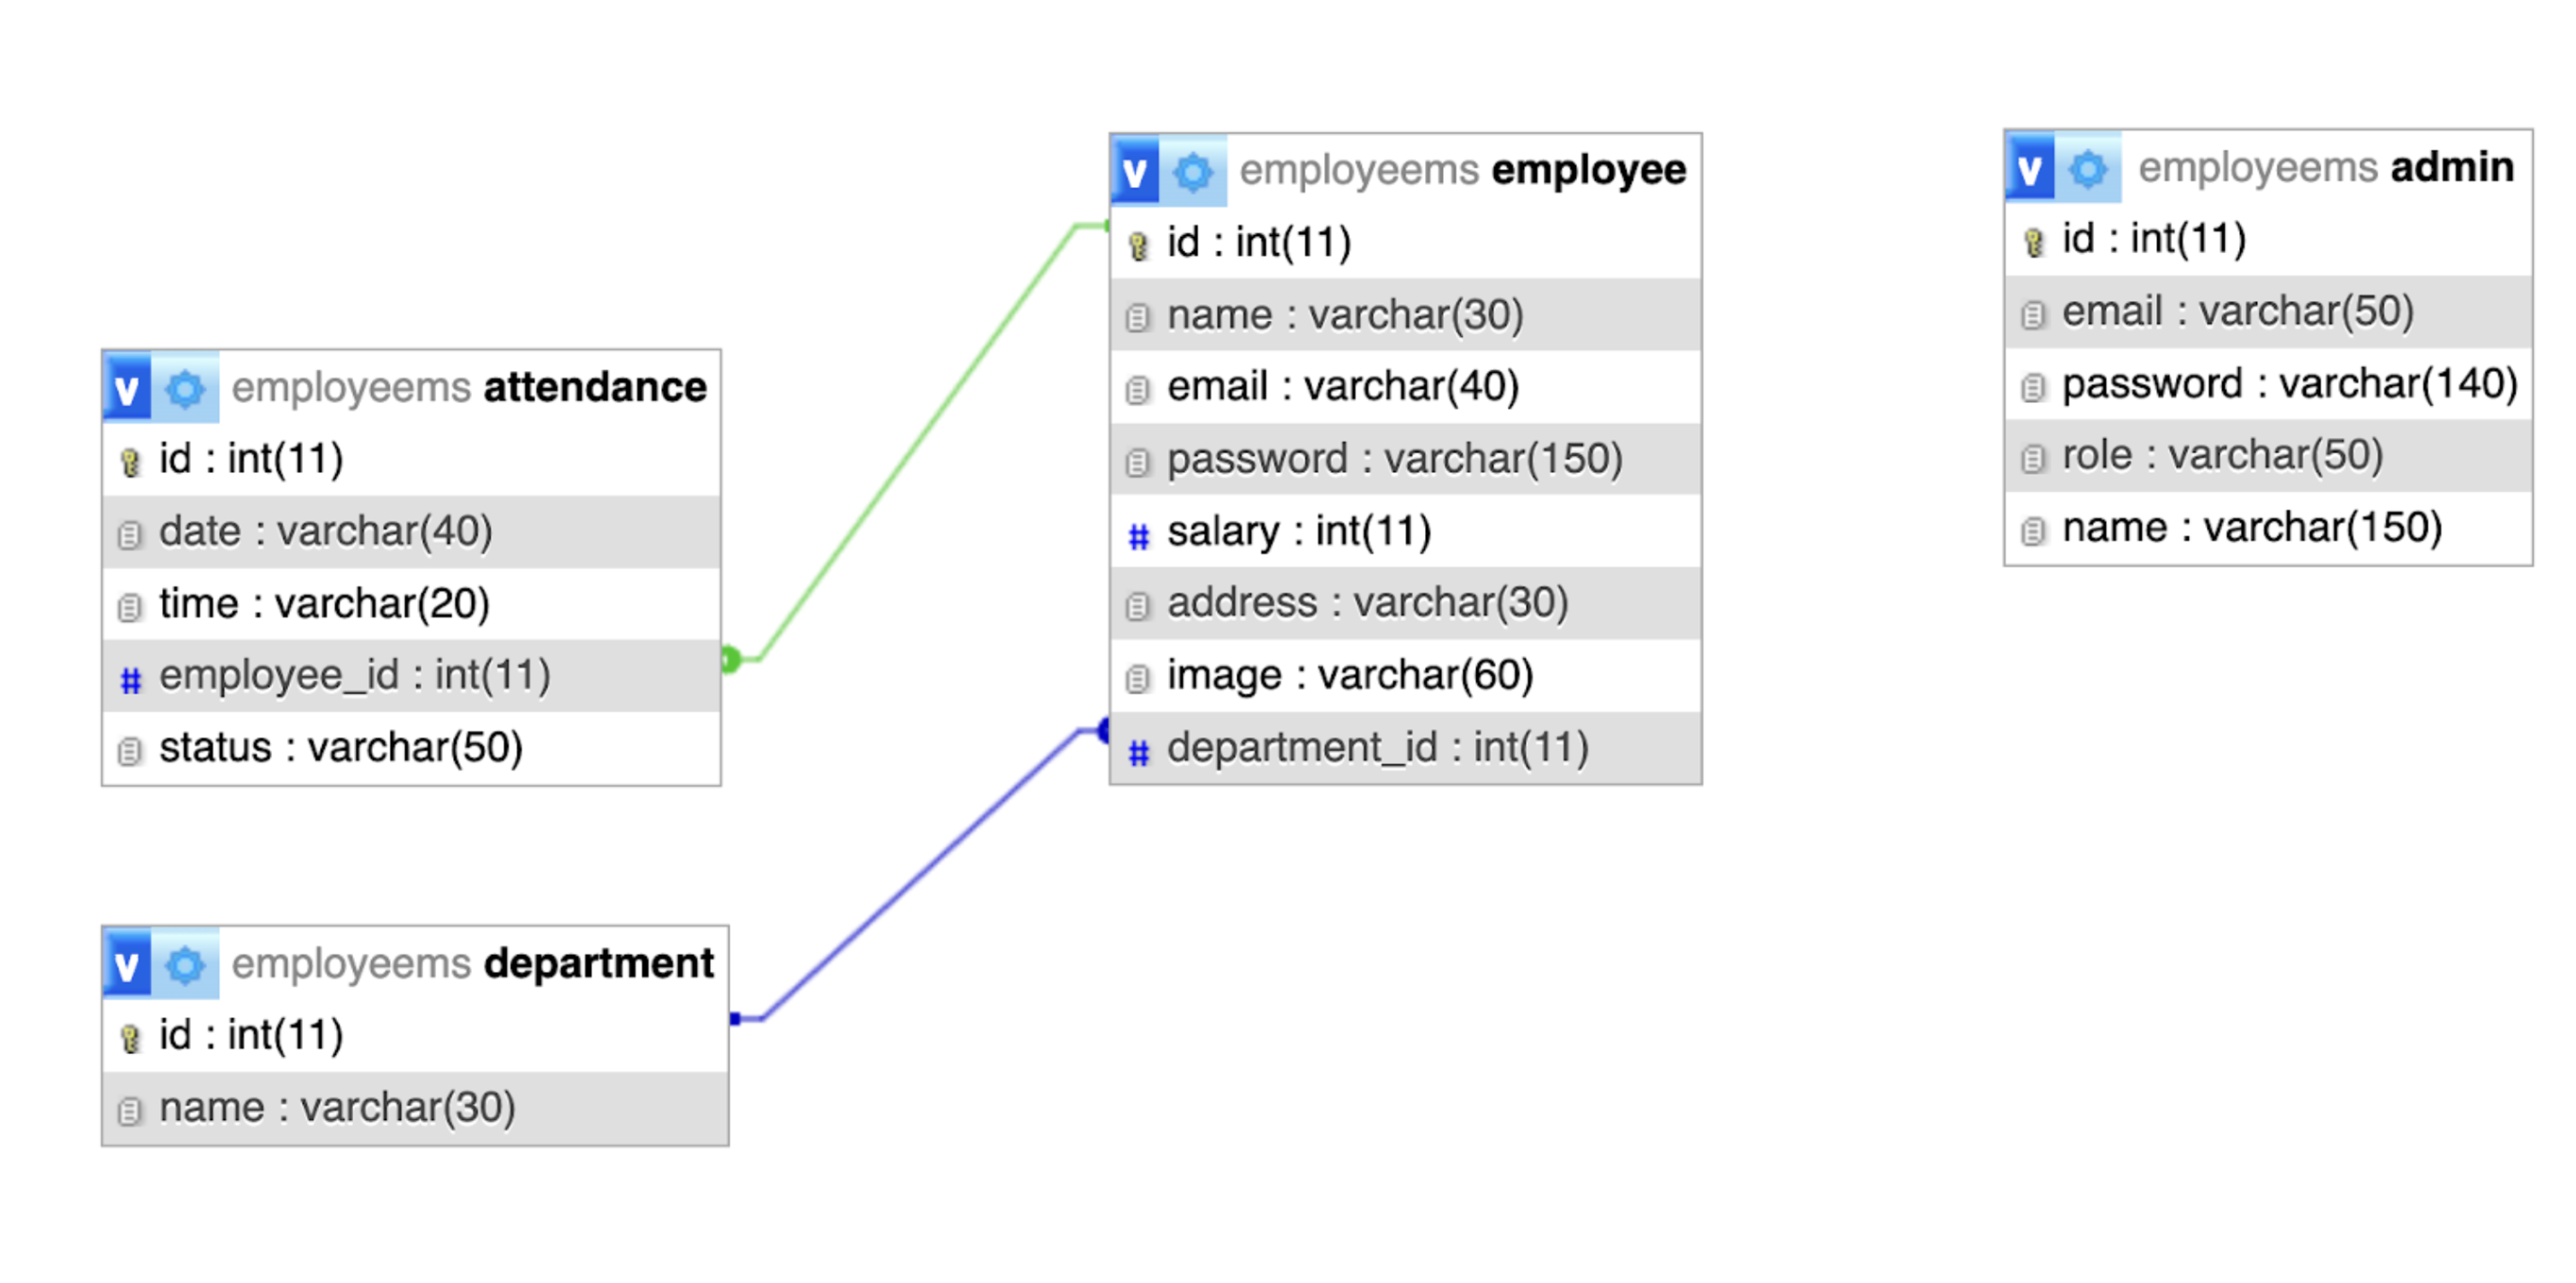 v employeems employee
id : int(11)
name : varchar(30)
email : varchar(40)
password : varchar(150)
# salary : int(11)
address : varchar(30)
image : varchar(60)
# department_id : int(11)
v employeems admin
id : int(11)
email : varchar(50)
password : varchar(140)
role : varchar(50)
name : varchar(150)
v employeems attendance
id : int(11)
date : varchar(40)
time : varchar(20)
# employee_id : int(11)
status : varchar(50)
v employeems department
id : int(11)
name : varchar(30)